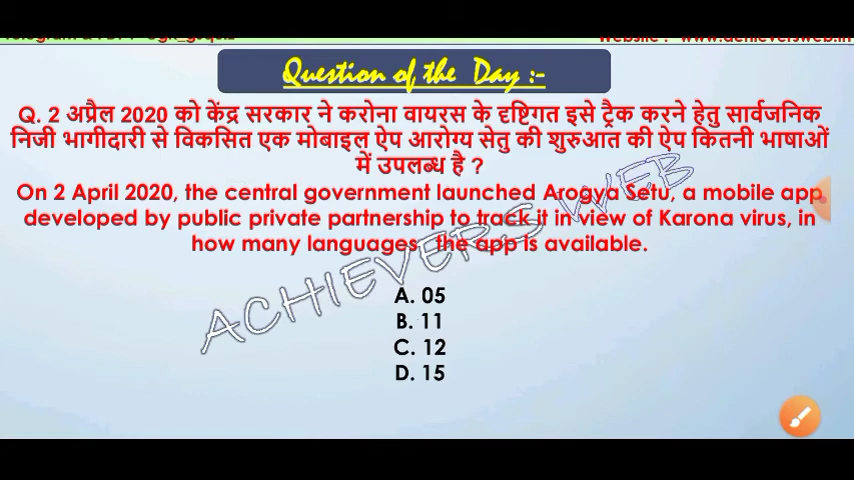 Website : www.achieversweb.in
Question of the Day :-
Q. 2 अप्रैल 2020 को केंद्र सरकार ने करोना वायरस के दृष्टिगत इसे ट्रैक करने हेतु सार्वजनिक
निजी भागीदारी से विकसित एक मोबाइल ऐप आरोग्य सेतु की शुरुआत की ऐप कितनी भाषाओं
में उपलब्ध है ?
On 2 April 2020, the central government launched Arogya Setu, a mobile app
developed by public private partnership to track it in view of Karona virus, in
how many languages the app is available.
ACHIEVERS WEB
A. 05
B. 11
C. 12
D. 15